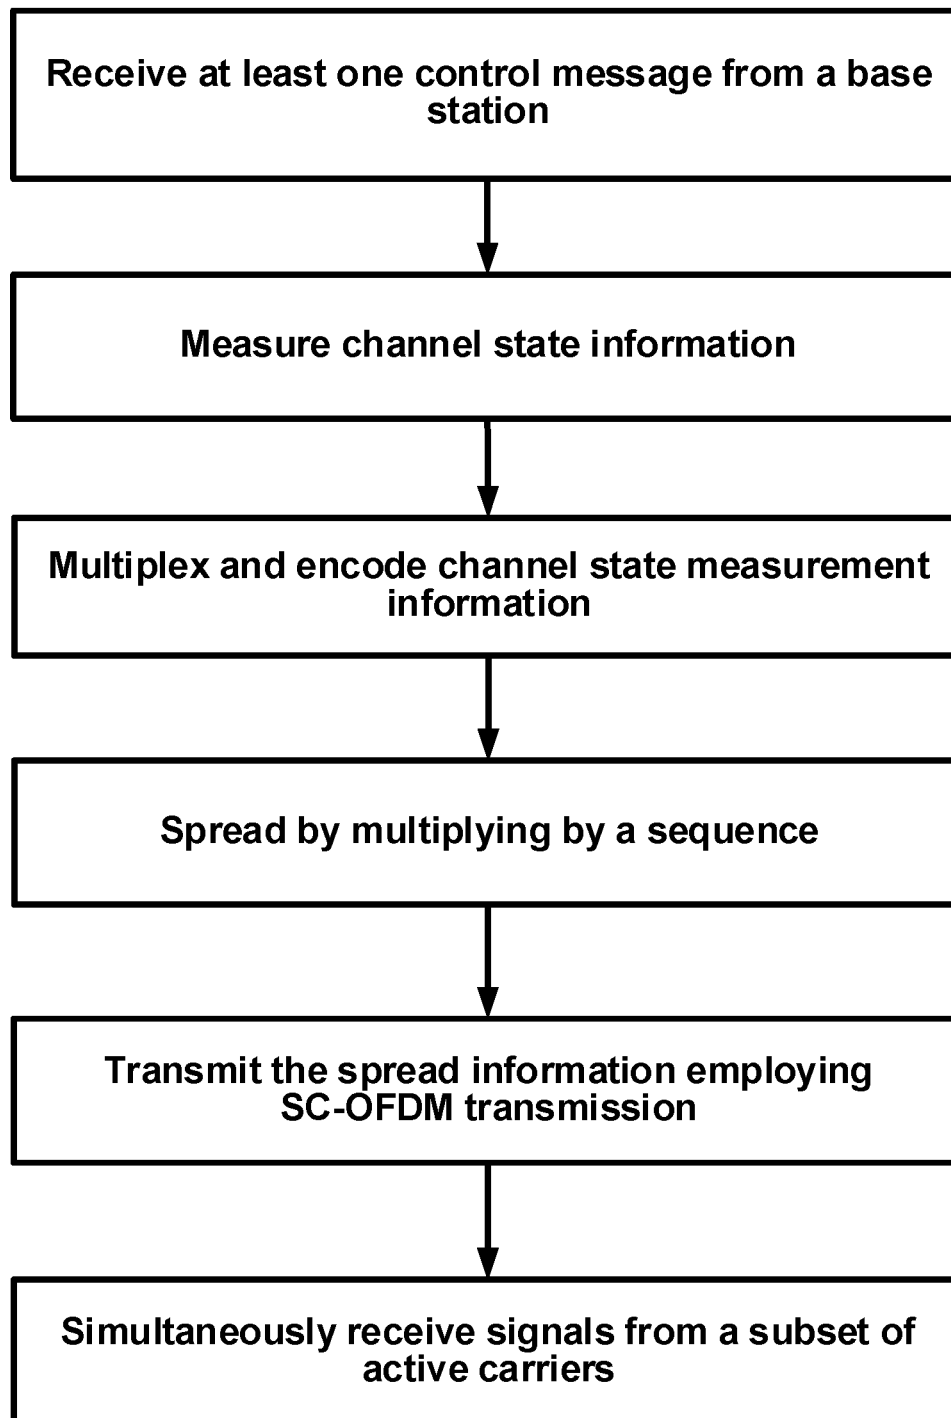 Receive at least one control message from a base
station
Measure channel state information
Multiplex and encode channel state measurement
information
Spread by multiplying by a sequence
Transmit the spread information employing
SC-OFDM transmission
Simultaneously receive signals from a subset of
active carriers